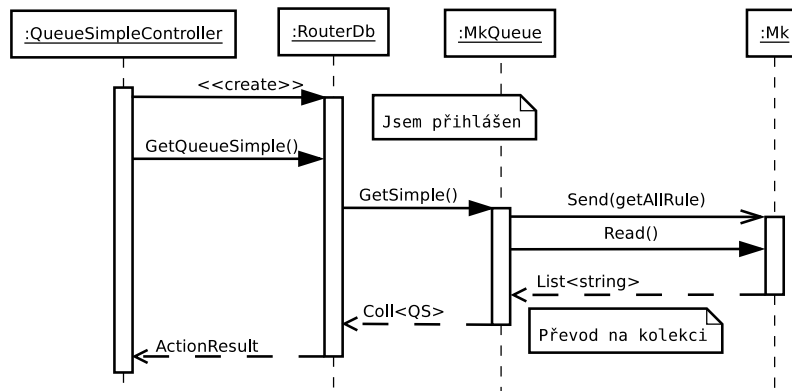 :QueueSimpleController
:RouterDb
:MkQueue
:Mk
<<create>>
Jsem přihlášen
GetQueueSimple()
GetSimple()
Send(getAllRule)
Read()
List<string>
Coll<QS>
Převod na kolekci
ActionResult